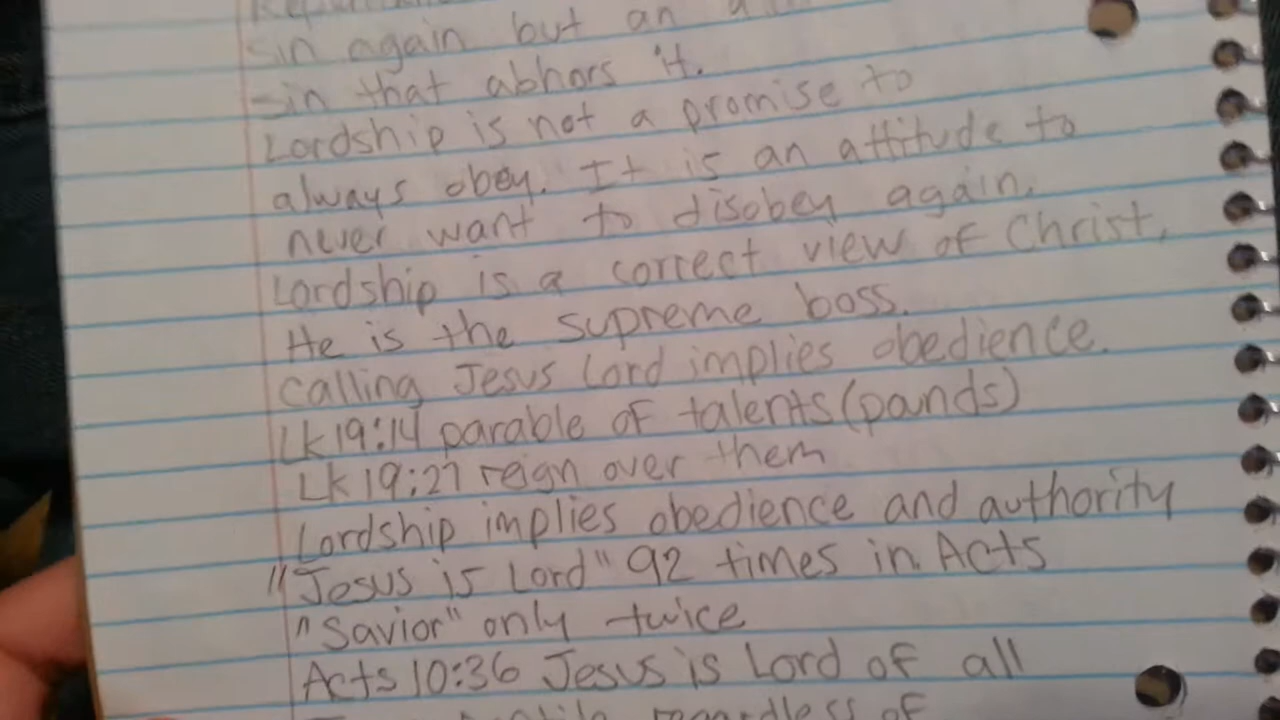 sin again but an
sin that abhors it.
Lordship is not a promise to
always obey. It is an attitude to
never want to disobey again.
Lordship is a correct view of Christ.
He is the supreme boss.
calling Jesus Lord implies obedience.
Lk 19:14 parable of talents (pands)
Lk 19:27 reign over them
Lordship implies obedience and authority
"Jesus is Lord" 92 times in Acts
"Savior" only twice
Acts 10:36 Jesus is Lord of all
regardless of